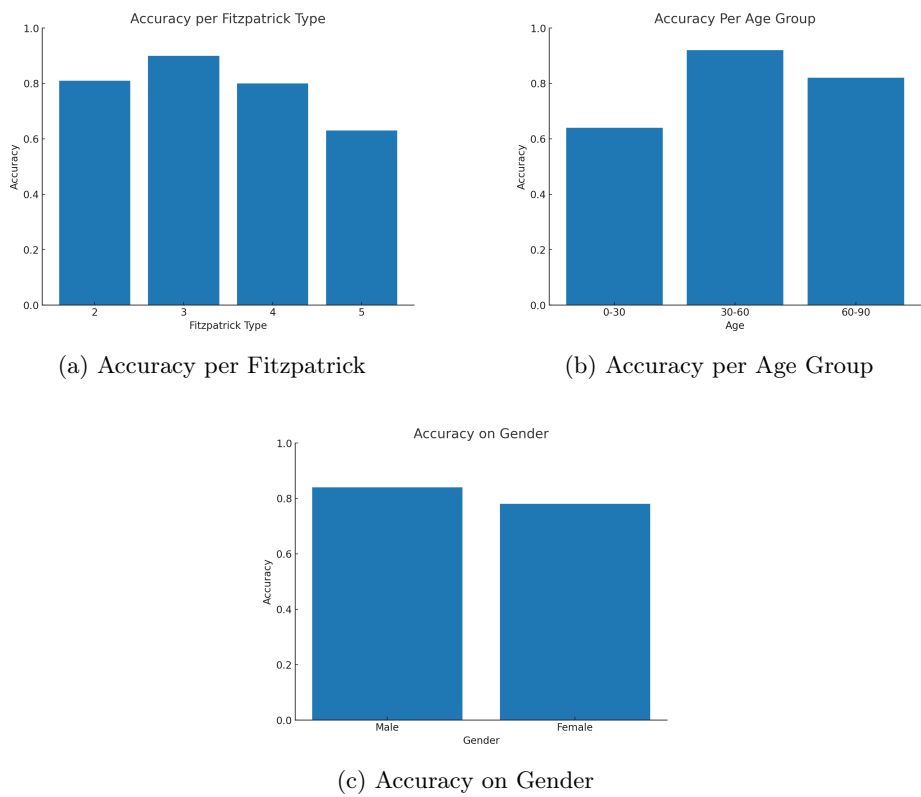 Accuracy per Fitzpatrick Type
1.0
0.8
0.6
0.4
0.2
0.0
Accuracy
2 3 4 5
Fitzpatrick Type
(a) Accuracy per Fitzpatrick
Accuracy Per Age Group
1.0
0.8
0.6
0.4
0.2
0.0
Accuracy
0-30 30-60 60-90
Age
(b) Accuracy per Age Group
Accuracy on Gender
1.0
0.8
0.6
0.4
0.2
0.0
Accuracy
Male Female
Gender
(c) Accuracy on Gender